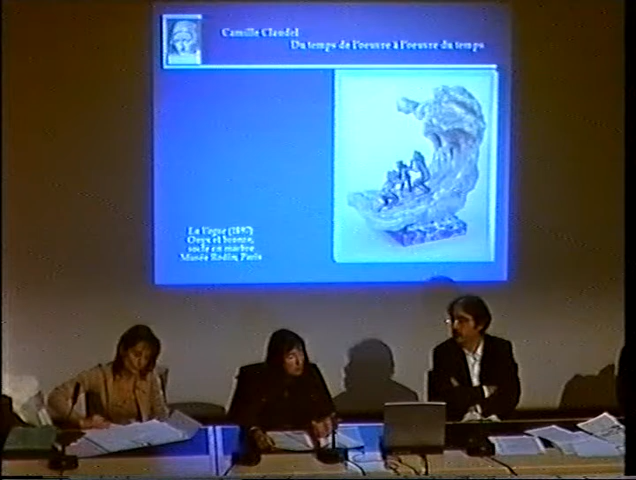 Camille Claudel
Du temps de l'oeuvre à l'oeuvre du temps
La Vague (1897)
Onyx et bronze,
socle en marbre
Musée Rodin, Paris